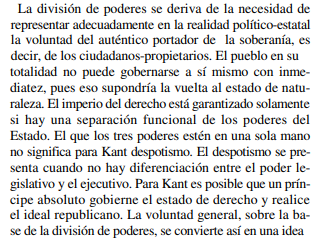 La división de poderes se deriva de la necesidad de
representar adecuadamente en la realidad político-estatal
la voluntad del auténtico portador de la soberanía, es
decir, de los ciudadanos-propietarios. El pueblo en su
totalidad no puede gobernarse a sí mismo con inme-
diatez, pues eso supondría la vuelta al estado de natu-
raleza. El imperio del derecho está garantizado solamente
si hay una separación funcional de los poderes del
Estado. El que los tres poderes estén en una sola mano
no significa para Kant despotismo. El despotismo se pre-
senta cuando no hay diferenciación entre el poder le-
gislativo y el ejecutivo. Para Kant es posible que un prín-
cipe absoluto gobierne el estado de derecho y realice
el ideal republicano. La voluntad general, sobre la ba-
se de la división de poderes, se convierte así en una idea